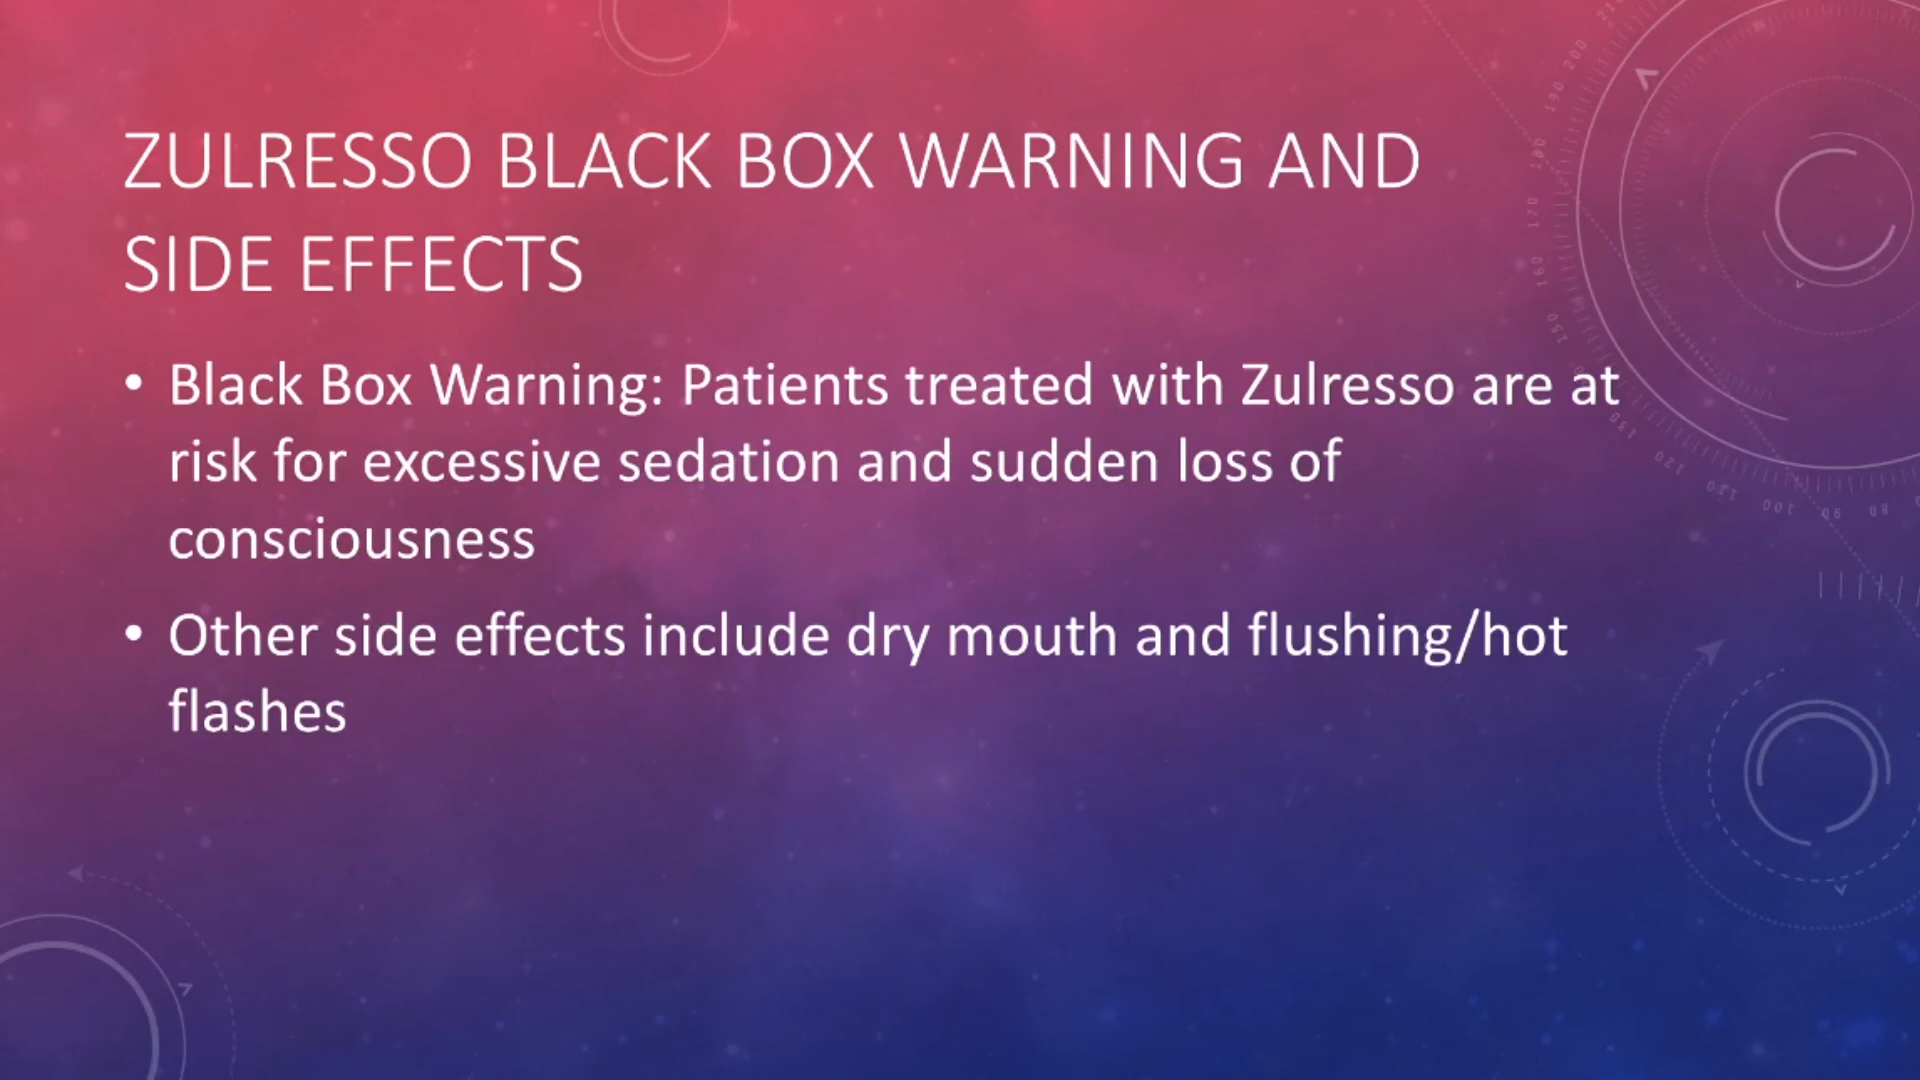 ZULRESSO BLACK BOX WARNING AND
SIDE EFFECTS
• Black Box Warning: Patients treated with Zulresso are at
risk for excessive sedation and sudden loss of
consciousness
• Other side effects include dry mouth and flushing/hot
flashes